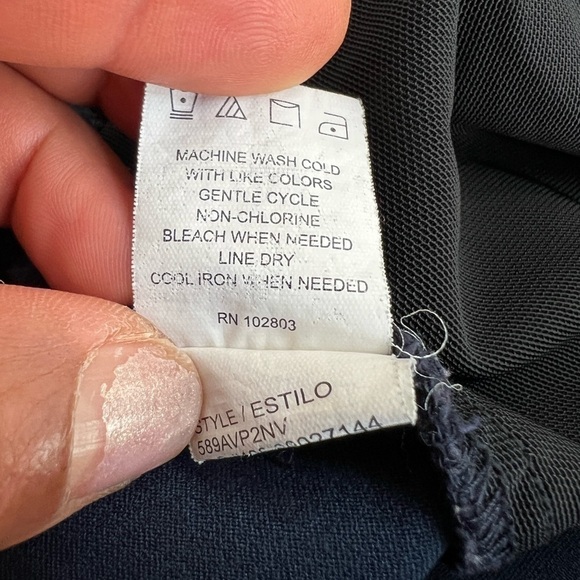 MACHINE WASH COLD
WITH LIKE COLORS
GENTLE CYCLE
NON-CHLORINE
BLEACH WHEN NEEDED
LINE DRY
COOL IRON WHEN NEEDED
RN 102803
STYLE / ESTILO
589AVP2NV